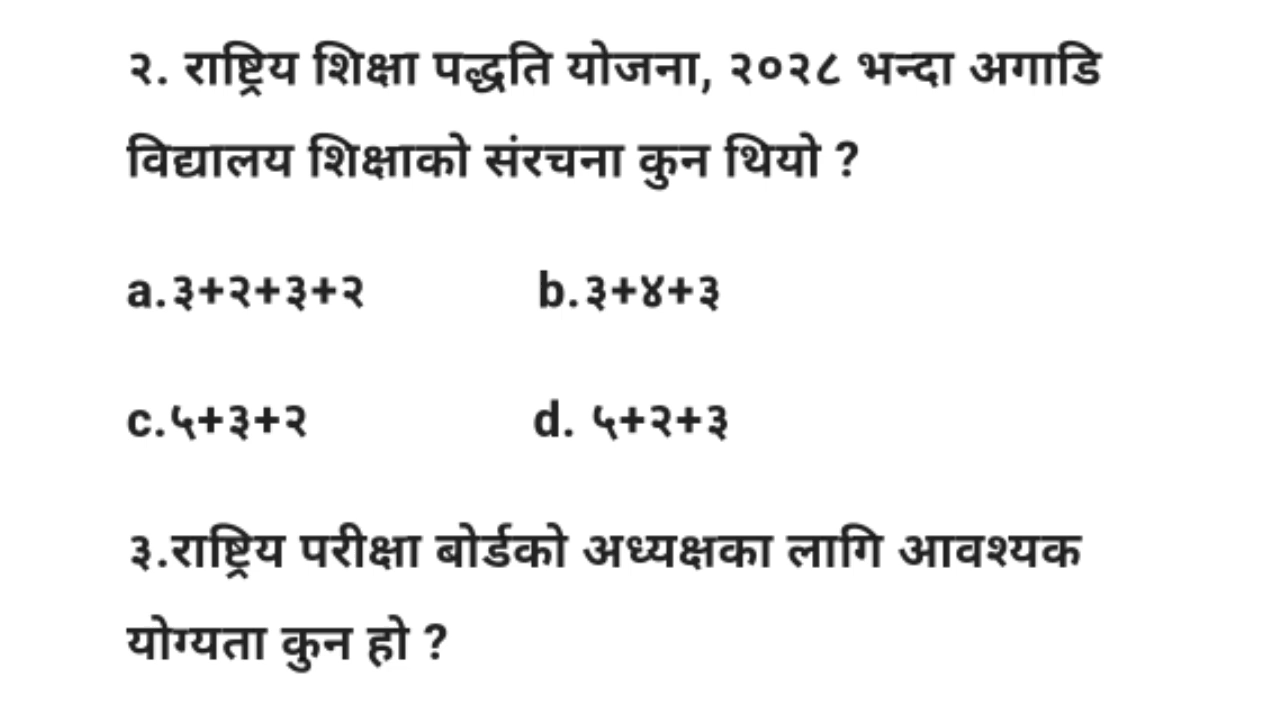 २. राष्ट्रिय शिक्षा पद्धति योजना, २०२८ भन्दा अगाडि
विद्यालय शिक्षाको संरचना कुन थियो ?
a.३+२+३+२ b.३+४+३
c.५+३+२ d. ५+२+३
३.राष्ट्रिय परीक्षा बोर्डको अध्यक्षका लागि आवश्यक
योग्यता कुन हो ?